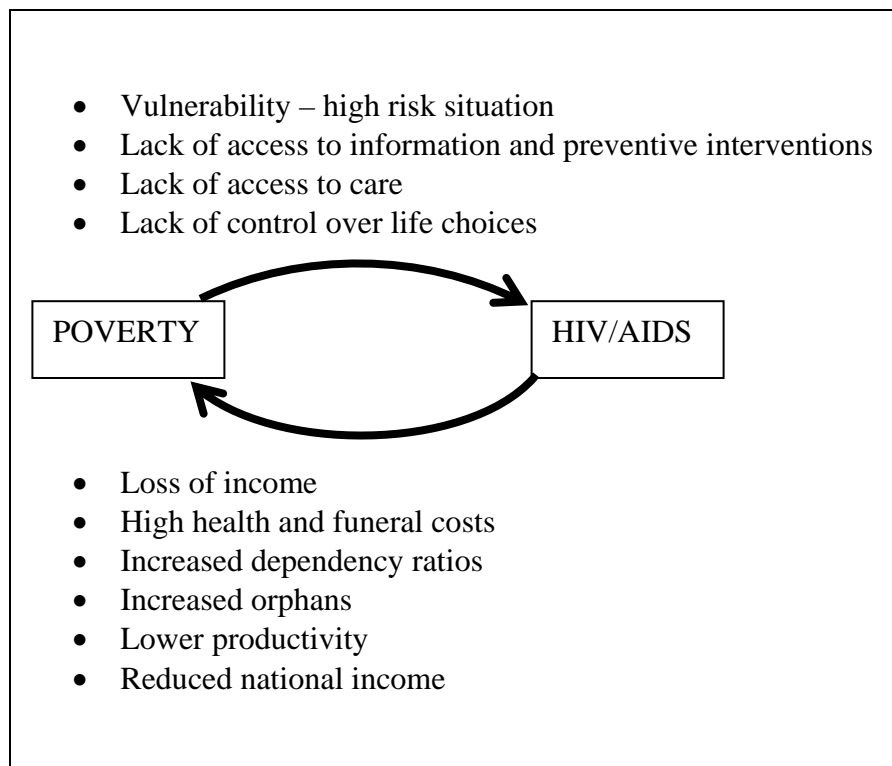 • Vulnerability – high risk situation
• Lack of access to information and preventive interventions
• Lack of access to care
• Lack of control over life choices
POVERTY
HIV/AIDS
• Loss of income
• High health and funeral costs
• Increased dependency ratios
• Increased orphans
• Lower productivity
• Reduced national income